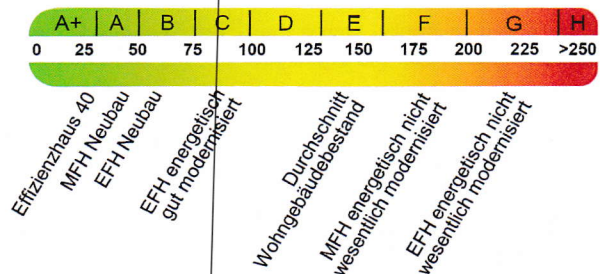 A+ A B C D E F G H
0 25 50 75 100 125 150 175 200 225 >250
Effizienzhaus 40
MFH Neubau
EFH Neubau
EFH energetisch
gut modernisiert
Durchschnitt
Wohngebäudebestand
MFH energetisch nicht
wesentlich modernisiert
EFH energetisch nicht
wesentlich modernisiert